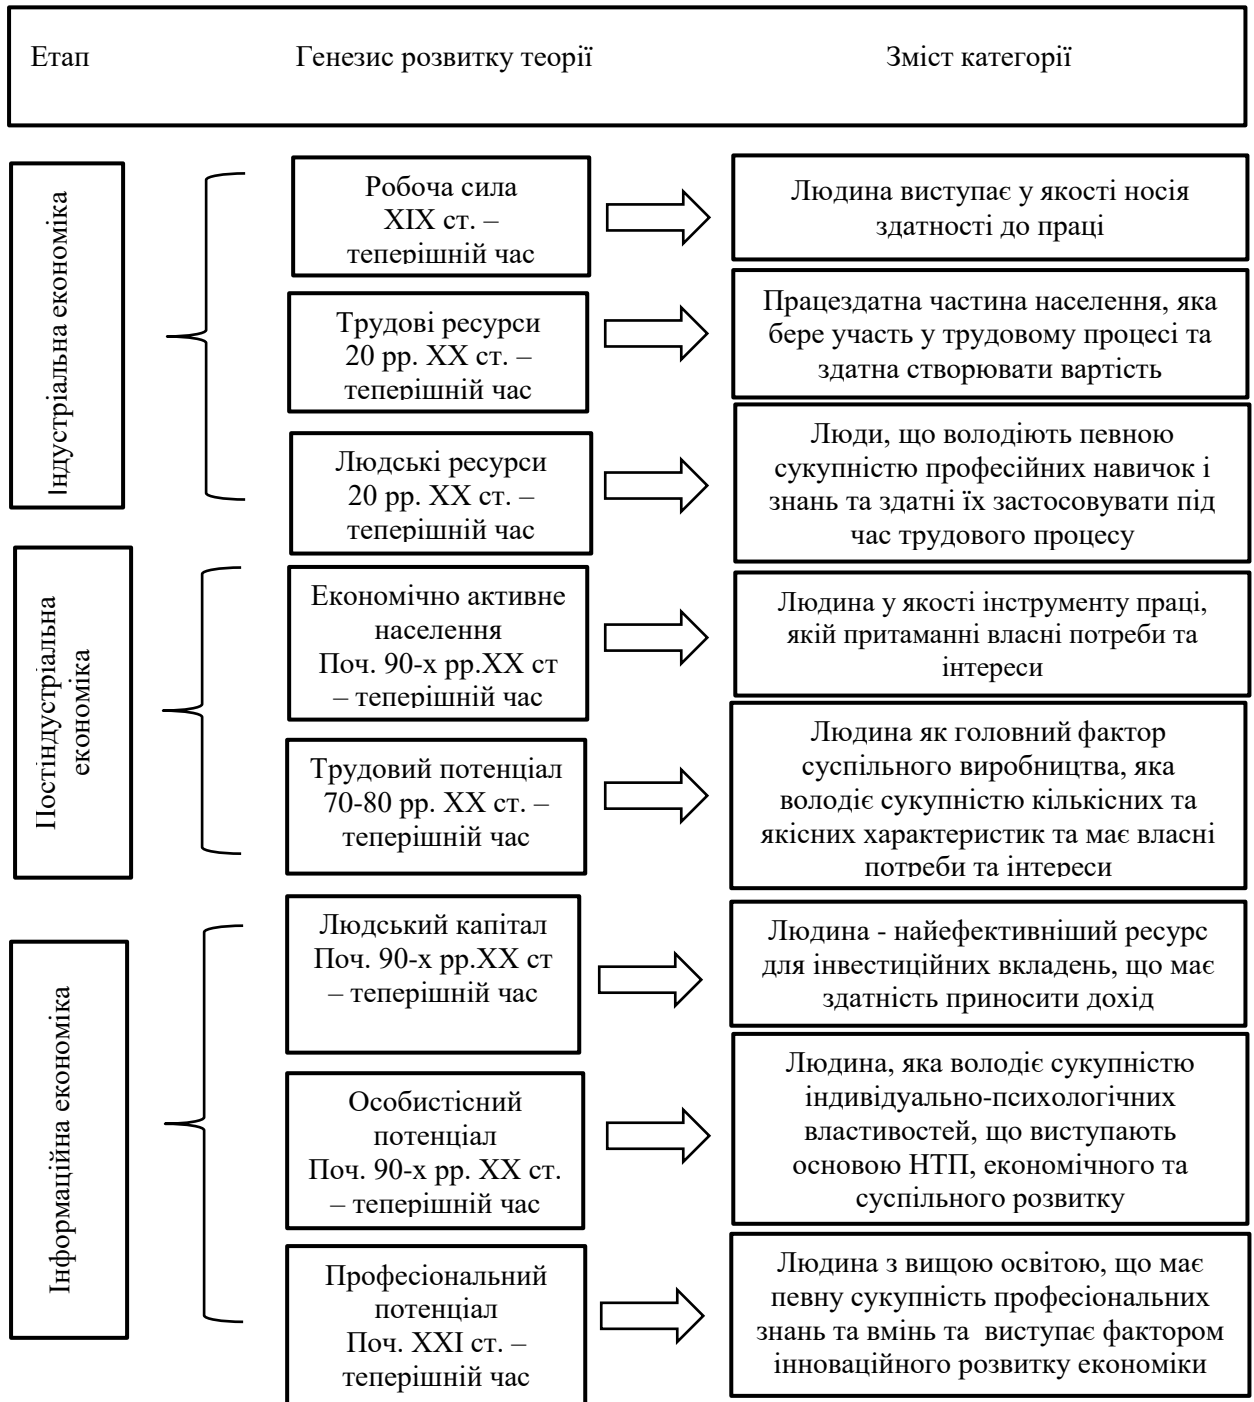 Етап Генезис розвитку теорії Зміст категорії
Індустріальна економіка
Робоча сила
ХІХ ст. –
теперішній час
Людина виступає у якості носія
здатності до праці
Трудові ресурси
20 рр. ХХ ст. –
теперішній час
Працездатна частина населення, яка
бере участь у трудовому процесі та
здатна створювати вартість
Людські ресурси
20 рр. ХХ ст. –
теперішній час
Люди, що володіють певною
сукупністю професійних навичок і
знань та здатні їх застосовувати під
час трудового процесу
Постіндустріальна
економіка
Економічно активне
населення
Поч. 90-х рр.ХХ ст
– теперішній час
Людина у якості інструменту праці,
якій притаманні власні потреби та
інтереси
Трудовий потенціал
70-80 рр. ХХ ст. –
теперішній час
Людина як головний фактор
суспільного виробництва, яка
володіє сукупністю кількісних та
якісних характеристик та має власні
потреби та інтереси
Інформаційна економіка
Людський капітал
Поч. 90-х рр.ХХ ст
– теперішній час
Людина - найефективніший ресурс
для інвестиційних вкладень, що має
здатність приносити дохід
Особистісний
потенціал
Поч. 90-х рр. ХХ ст.
– теперішній час
Людина, яка володіє сукупністю
індивідуально-психологічних
властивостей, що виступають
основою НТП, економічного та
суспільного розвитку
Професіональний
потенціал
Поч. ХХІ ст. –
теперішній час
Людина з вищою освітою, що має
певну сукупність професіональних
знань та вмінь та виступає фактором
інноваційного розвитку економіки